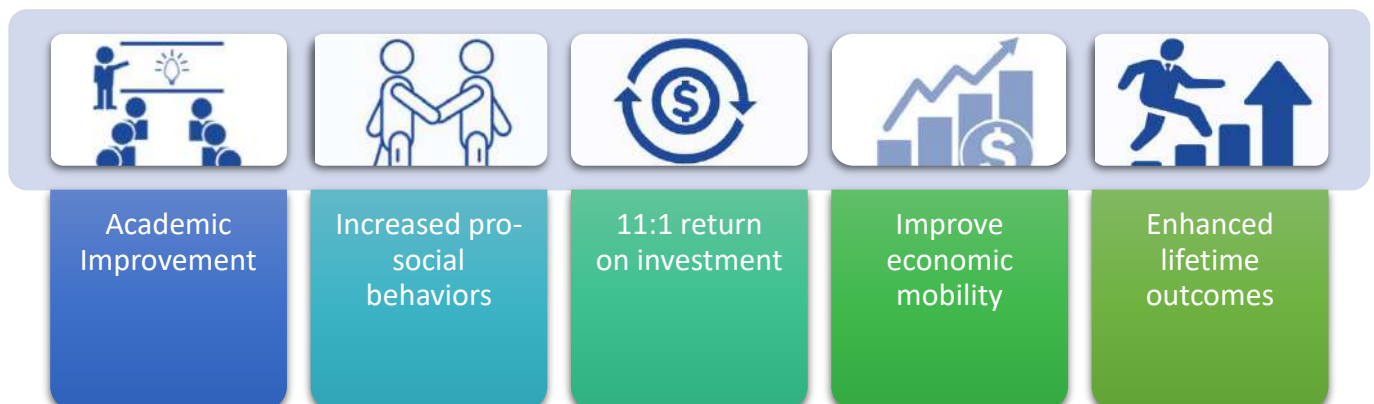 Academic
Improvement
Increased pro-
social
behaviors
11:1 return
on investment
Improve
economic
mobility
Enhanced
lifetime
outcomes